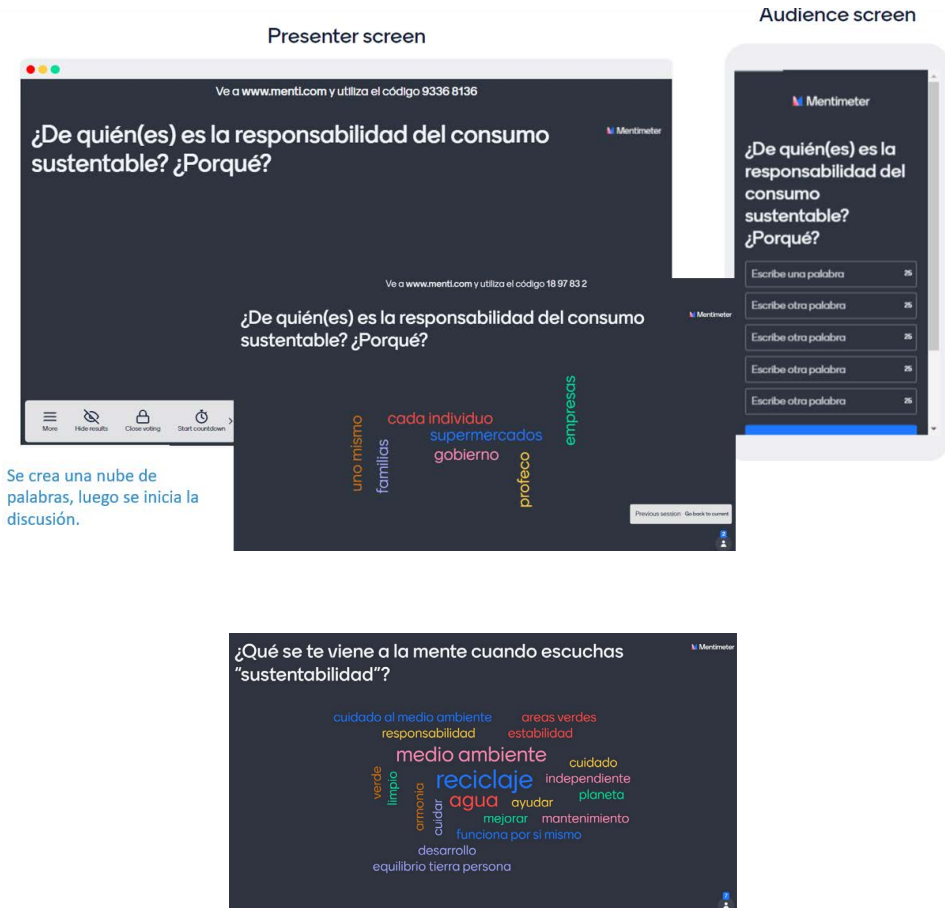 Presenter screen
Audience screen
Ve a www.menti.com y utiliza el código 9336 8136
¿De quién(es) es la responsabilidad del consumo
sustentable? ¿Porqué?
Mentimeter
More
Hide results
Close voting
Start countdown
Mentimeter
¿De quién(es) es la
responsabilidad del
consumo
sustentable?
¿Porqué?
Escribe una palabra 25
Escribe otra palabra 25
Escribe otra palabra 25
Escribe otra palabra 25
Escribe otra palabra 25
Ve a www.menti.com y utiliza el código 18 97 83 2
¿De quién(es) es la responsabilidad del consumo
sustentable? ¿Porqué?
Mentimeter
empresas
cada individuo
uno mismo
supermercados
familias
gobierno
profeco
Previous session Go back to current
2
Se crea una nube de
palabras, luego se inicia la
discusión.
¿Qué se te viene a la mente cuando escuchas
"sustentabilidad"?
Mentimeter
cuidado al medio ambiente
areas verdes
responsabilidad
estabilidad
medio ambiente
cuidado
verde
limpio
reciclaje
independiente
planeta
armonia
cuidar
agua
ayudar
mejorar
mantenimiento
funciona por si mismo
desarrollo
equilibrio tierra persona
7